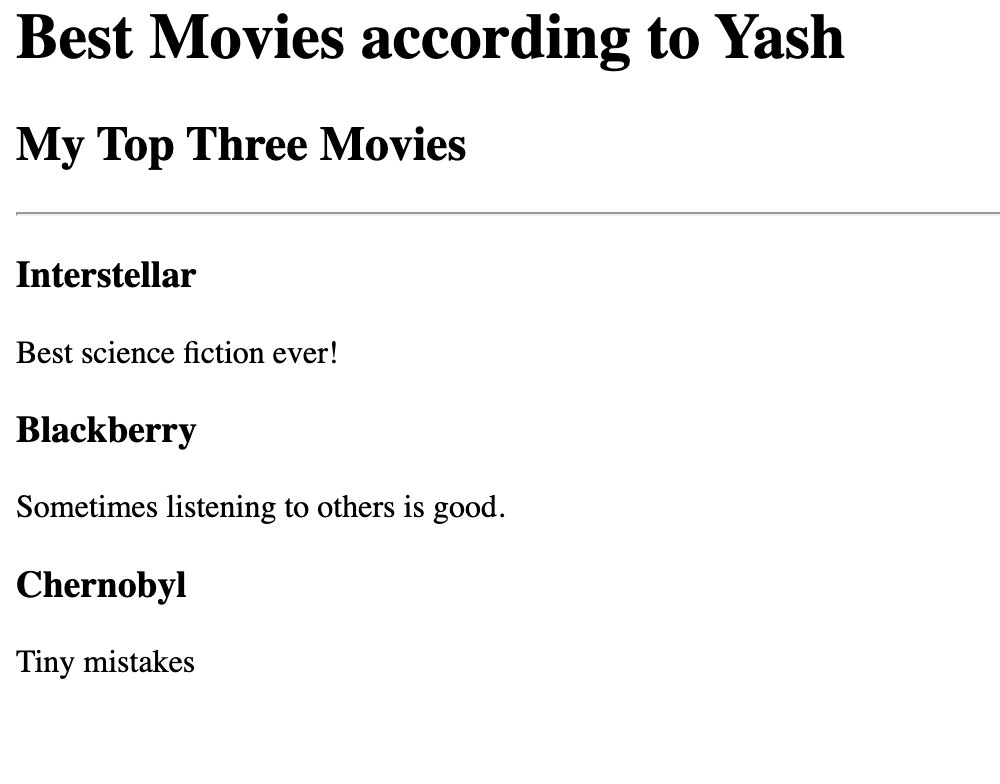 Best Movies according to Yash
My Top Three Movies
Interstellar
Best science fiction ever!
Blackberry
Sometimes listening to others is good.
Chernobyl
Tiny mistakes